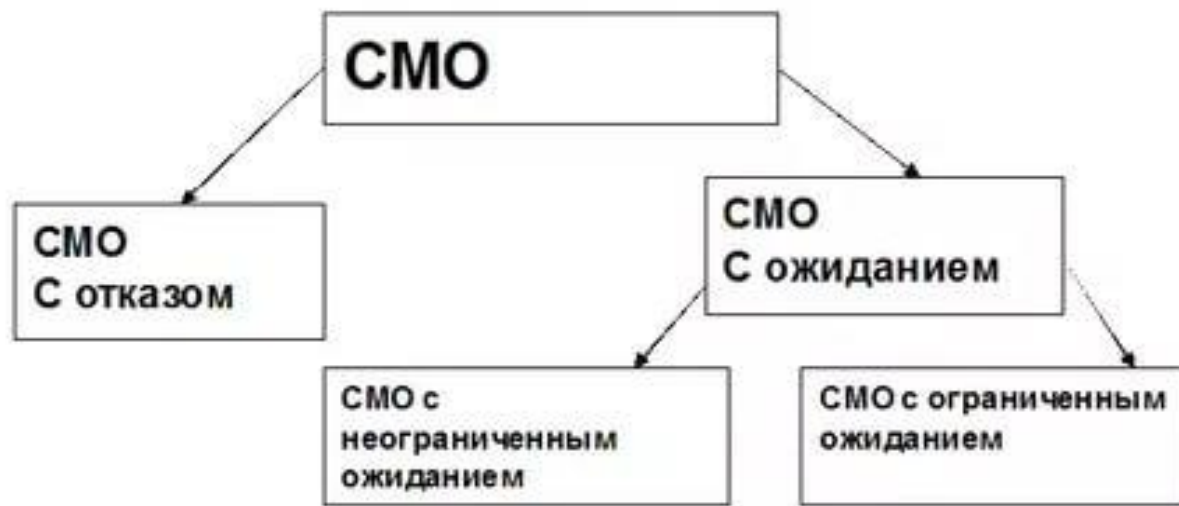 СМО
СМО
С отказом
СМО
С ожиданием
СМО с
неограниченным
ожиданием
СМО с ограниченным
ожиданием